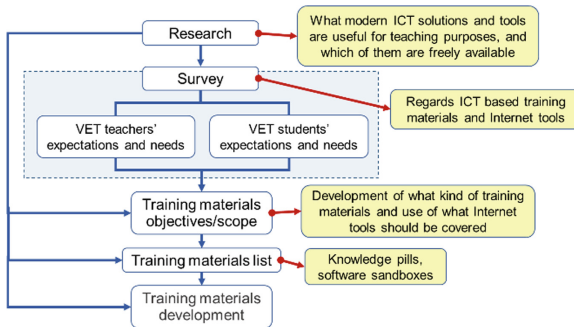 Research
What modern ICT solutions and tools
are useful for teaching purposes, and
which of them are freely available
Survey
Regards ICT based training
materials and Internet tools
VET teachers'
expectations and needs
VET students'
expectations and needs
Training materials
objectives/scope
Development of what kind of training
materials and use of what Internet
tools should be covered
Training materials list
Knowledge pills,
software sandboxes
Training materials
development